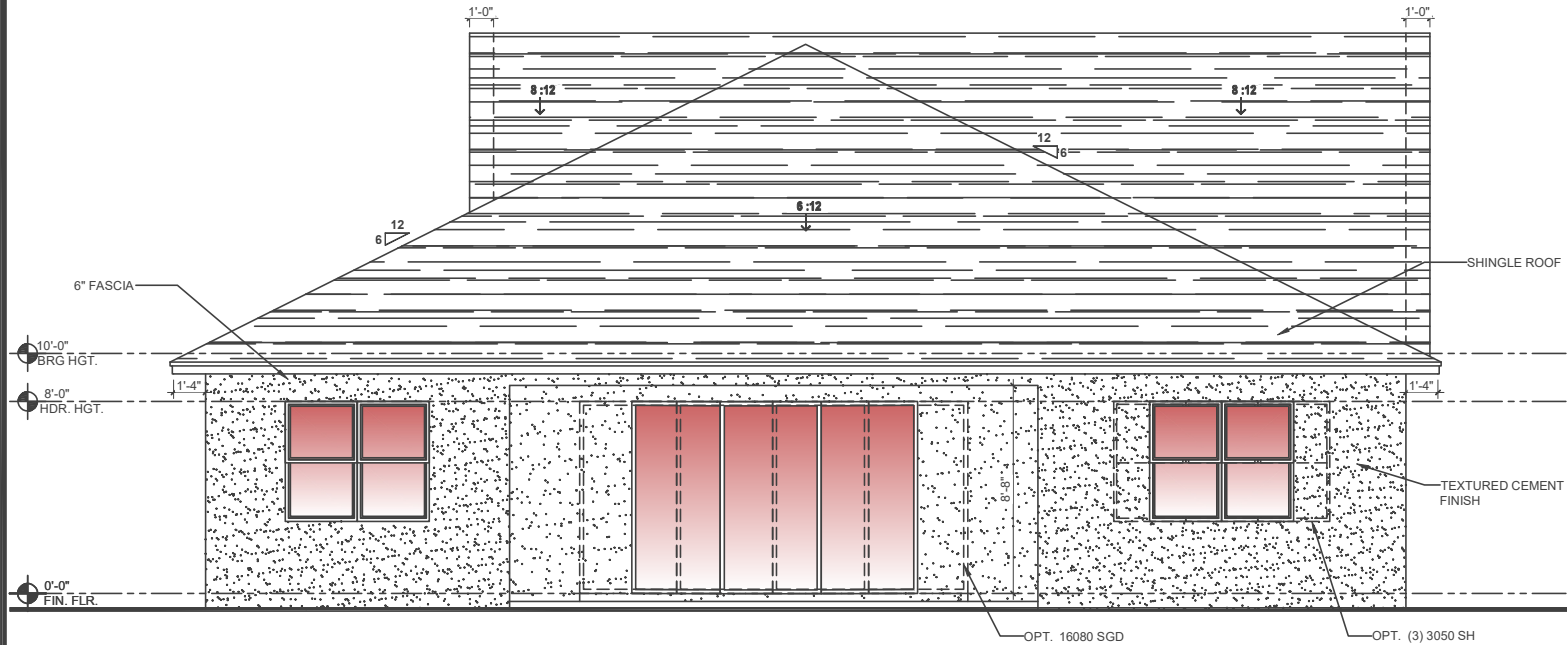 1'-0"
1'-0"
8 :12
8 :12
12
6
6 :12
12
6
SHINGLE ROOF
6" FASCIA
10'-0"
BRG HGT.
1'-4"
1'-4"
8'-0"
HDR. HGT.
8'-8"
TEXTURED CEMENT
FINISH
0'-0"
FIN. FLR.
OPT. 16080 SGD
OPT. (3) 3050 SH